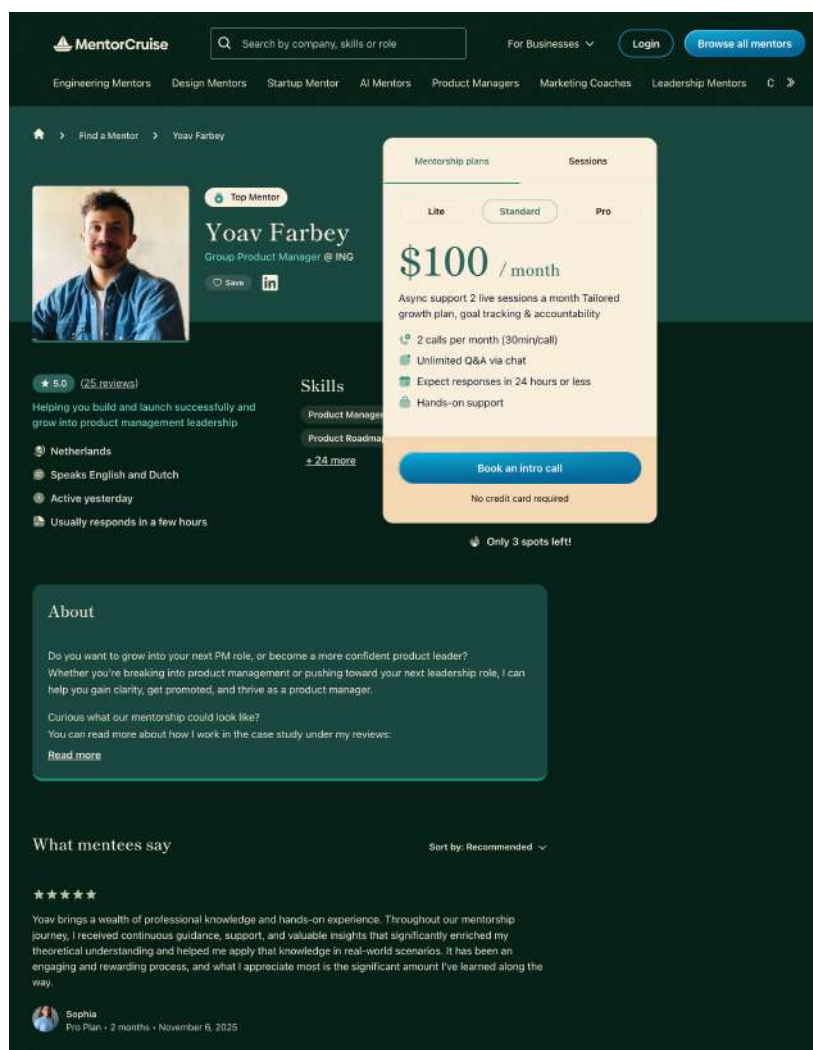 MentorCruise
Search by company, skills or role
For Businesses
Login
Browse all mentors
Engineering Mentors
Design Mentors
Startup Mentor
AI Mentors
Product Managers
Marketing Coaches
Leadership Mentors
C
Find a Mentor
Yoav Farbey
Top Mentor
Yoav Farbey
Group Product Manager @ ING
Save
in
Mentorship plans
Sessions
Lite
Standard
Pro
$100 / month
Async support 2 live sessions a month Tailored
growth plan, goal tracking & accountability
2 calls per month (30min/call)
Unlimited Q&A via chat
Expect responses in 24 hours or less
Hands-on support
Book an intro call
No credit card required
Only 3 spots left!
5.0 (25 reviews)
Helping you build and launch successfully and
grow into product management leadership
Netherlands
Speaks English and Dutch
Active yesterday
Usually responds in a few hours
Skills
Product Manage
Product Roadma
+ 24 more
About
Do you want to grow into your next PM role, or become a more confident product leader?
Whether you're breaking into product management or pushing toward your next leadership role, I can
help you gain clarity, get promoted, and thrive as a product manager.
Curious what our mentorship could look like?
You can read more about how I work in the case study under my reviews:
Read more
What mentees say
Sort by: Recommended
Yoav brings a wealth of professional knowledge and hands-on experience. Throughout our mentorship
journey, I received continuous guidance, support, and valuable insights that significantly enriched my
theoretical understanding and helped me apply that knowledge in real-world scenarios. It has been an
engaging and rewarding process, and what I appreciate most is the significant amount I've learned along the
way.
Sophia
Pro Plan • 2 months • November 6, 2025